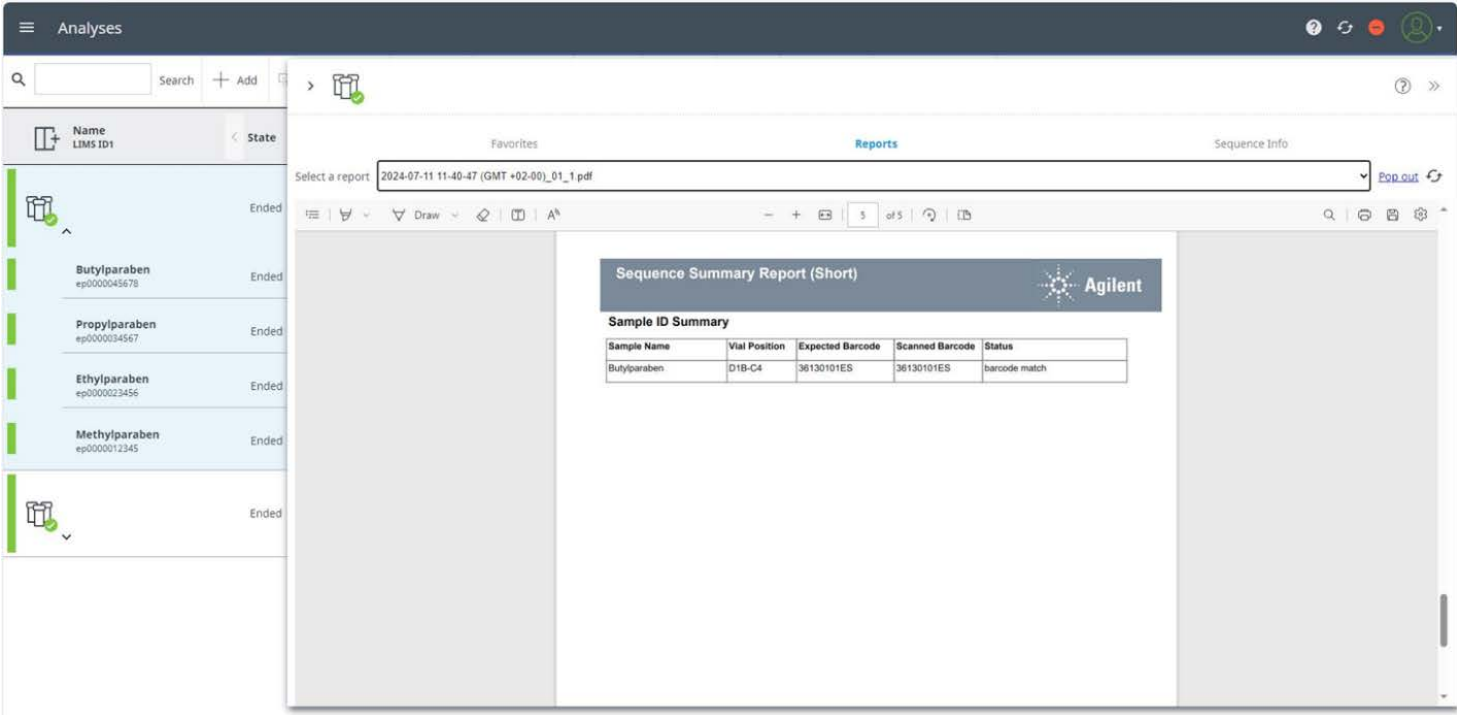 Analyses
Search
Add
Name
LIMS ID1
State
Ended
Butylparaben
ep0000045678
Ended
Propylparaben
ep0000034567
Ended
Ethylparaben
ep0000023456
Ended
Methylparaben
ep0000012345
Ended
Ended
Favorites Reports Sequence Info
Select a report 2024-07-11 11-40-47 (GMT +02-00)_01_1.pdf Pop out
Draw 5 of 5
Sequence Summary Report (Short)
Agilent
Sample ID Summary
Sample Name Vial Position Expected Barcode Scanned Barcode Status
Butylparaben D1B-C4 36130101ES 36130101ES barcode match